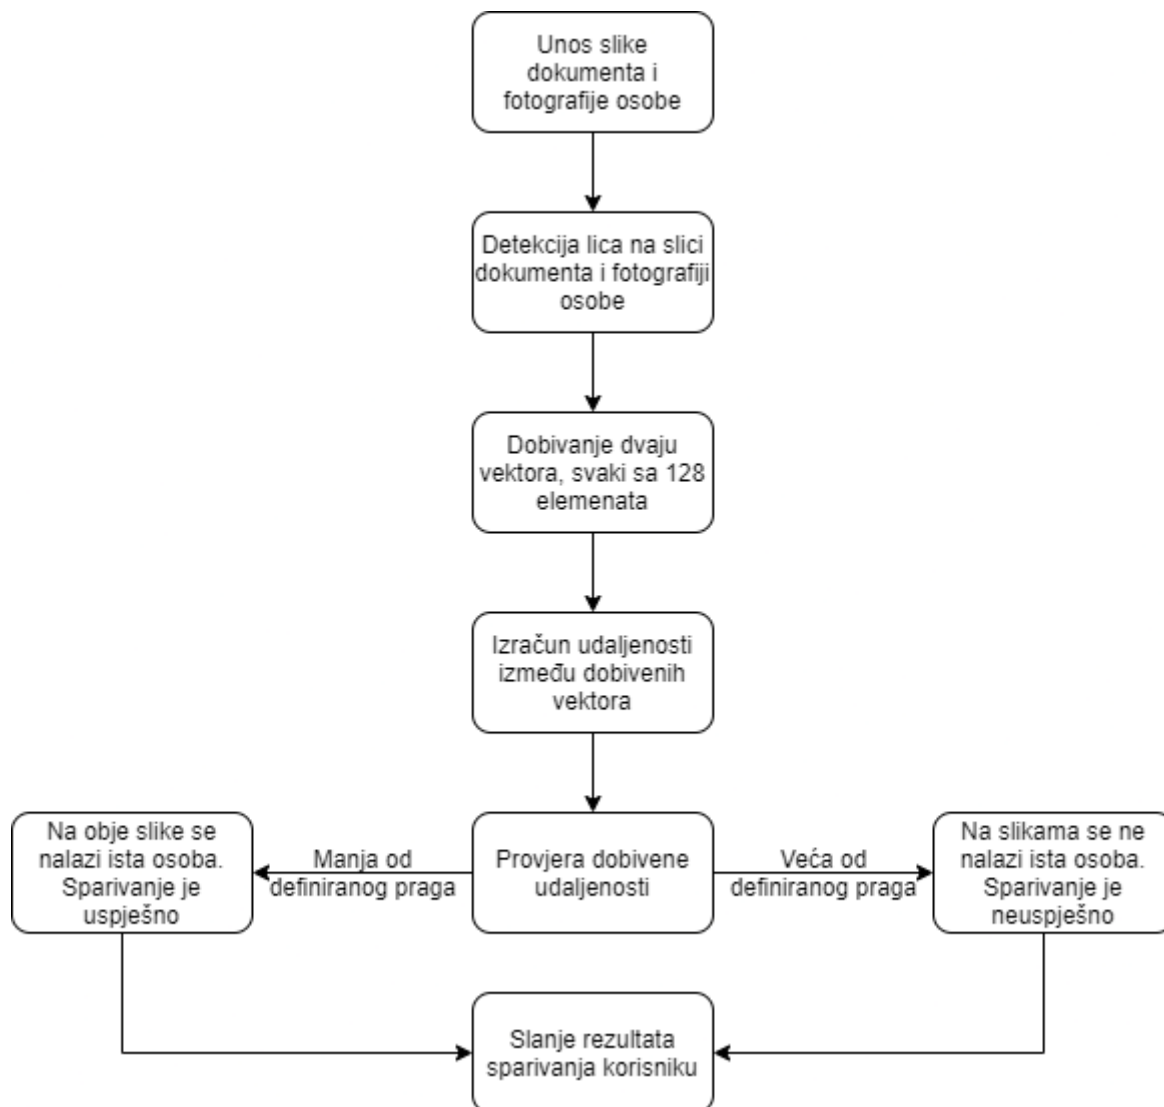 Unos slike
dokumenta i
fotografije osobe
Detekcija lica na slici
dokumenta i fotografiji
osobe
Dobivanje dvaju
vektora, svaki sa 128
elemenata
Izračun udaljenosti
između dobivenih
vektora
Na obje slike se
nalazi ista osoba.
Sparivanje je
uspješno
Manja od
definiranog praga
Provjera dobivene
udaljenosti
Veća od
definiranog praga
Na slikama se ne
nalazi ista osoba.
Sparivanje je
neuspješno
Slanje rezultata
sparivanja korisniku